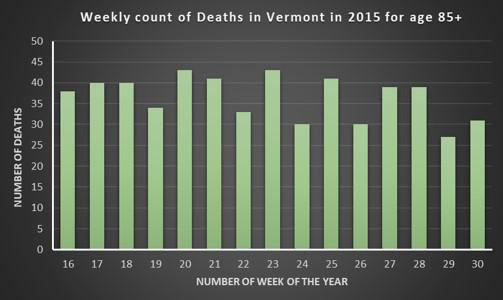 Weekly count of Deaths in Vermont in 2015 for age 85+
50
45
40
35
30
25
20
15
10
5
0
NUMBER OF DEATHS
16 17 18 19 20 21 22 23 24 25 26 27 28 29 30
NUMBER OF WEEK OF THE YEAR